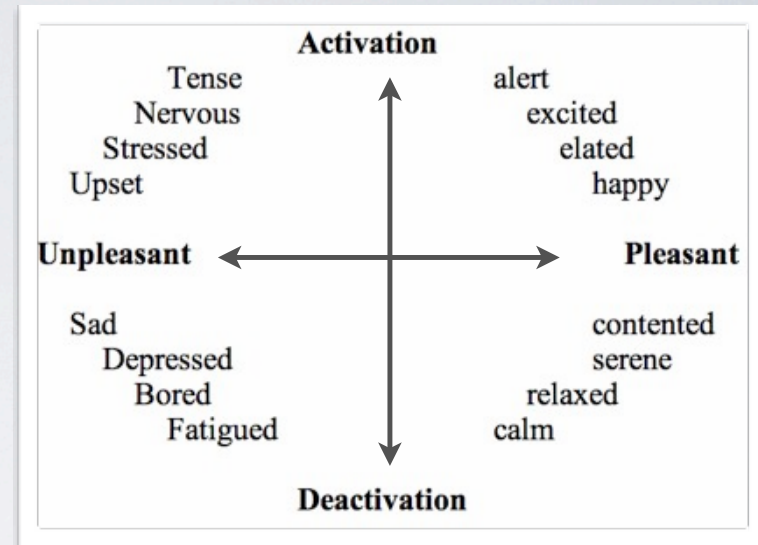 Activation
Tense alert
Nervous excited
Stressed elated
Upset happy
Unpleasant Pleasant
Sad contented
Depressed serene
Bored relaxed
Fatigued calm
Deactivation